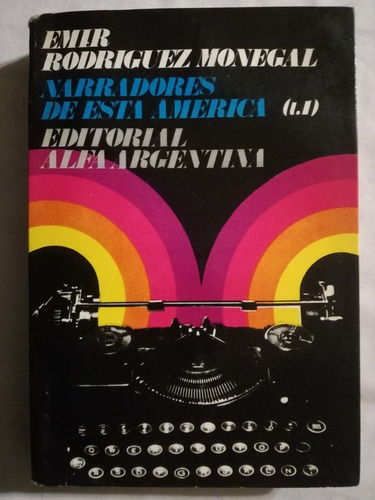 EMIR
RODRIGUEZ MONEGAL
NARRADORES
DE ESTA AMERICA (t.1)
EDITORIAL
ALFA ARGENTINA